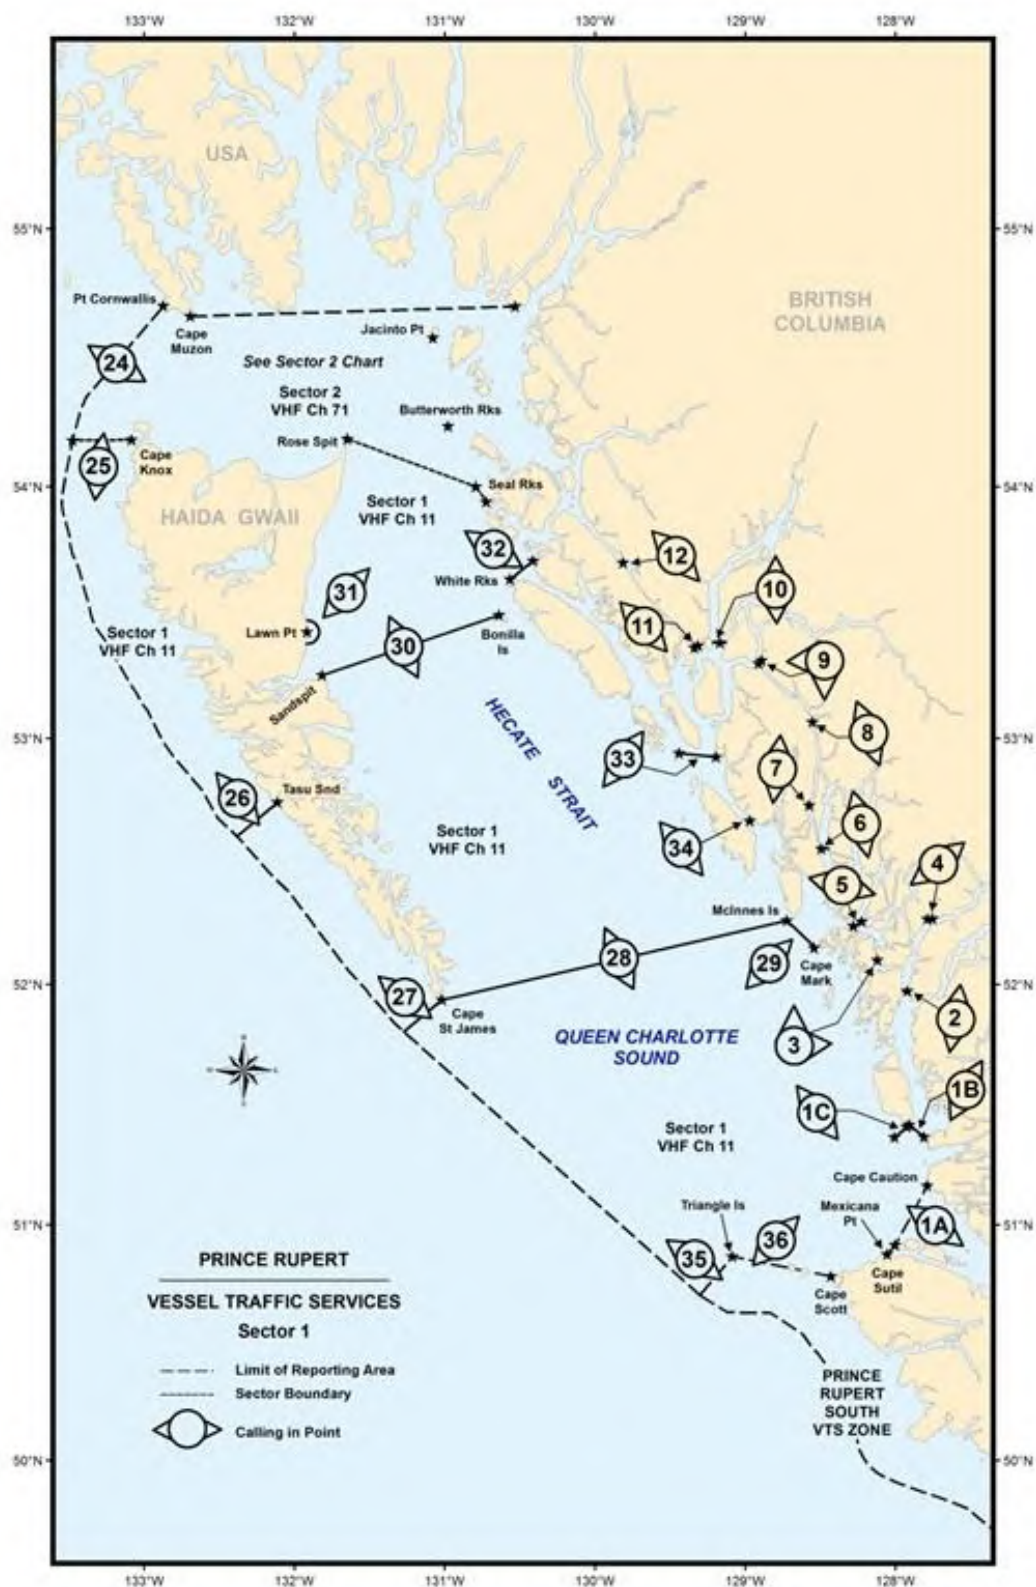 133°W 132°W 131°W 130°W 129°W 128°W
USA
55°N 55°N
Pt Cornwallis
BRITISH
COLUMBIA
Cape
Muzon
Jacinto Pt
24
See Sector 2 Chart
Sector 2
VHF Ch 71
Butterworth Rks
Rose Spit
25
Cape
Knox
54°N 54°N
Seal Rks
Sector 1
VHF Ch 11
HAIDA GWAII
32
12
White Rks
31
10
11
Lawn Pt
Sector 1
VHF Ch 11
30
Bonilla
Is
9
Sandspit
HECATE STRAIT
8
53°N 53°N
33
7
Tasu Snd
26
6
Sector 1
VHF Ch 11
34
4
5
McInnes Is
28
29
Cape
Mark
27
52°N 52°N
Cape
St James
2
QUEEN CHARLOTTE
SOUND
3
1B
1C
Sector 1
VHF Ch 11
Cape Caution
Triangle Is
Mexicana
Pt
51°N 51°N
1A
36
35
PRINCE RUPERT
Cape
Sutil
Cape
Scott
VESSEL TRAFFIC SERVICES
Sector 1
Limit of Reporting Area
Sector Boundary
Calling in Point
PRINCE
RUPERT
SOUTH
VTS ZONE
50°N 50°N
133°W 132°W 131°W 130°W 129°W 128°W